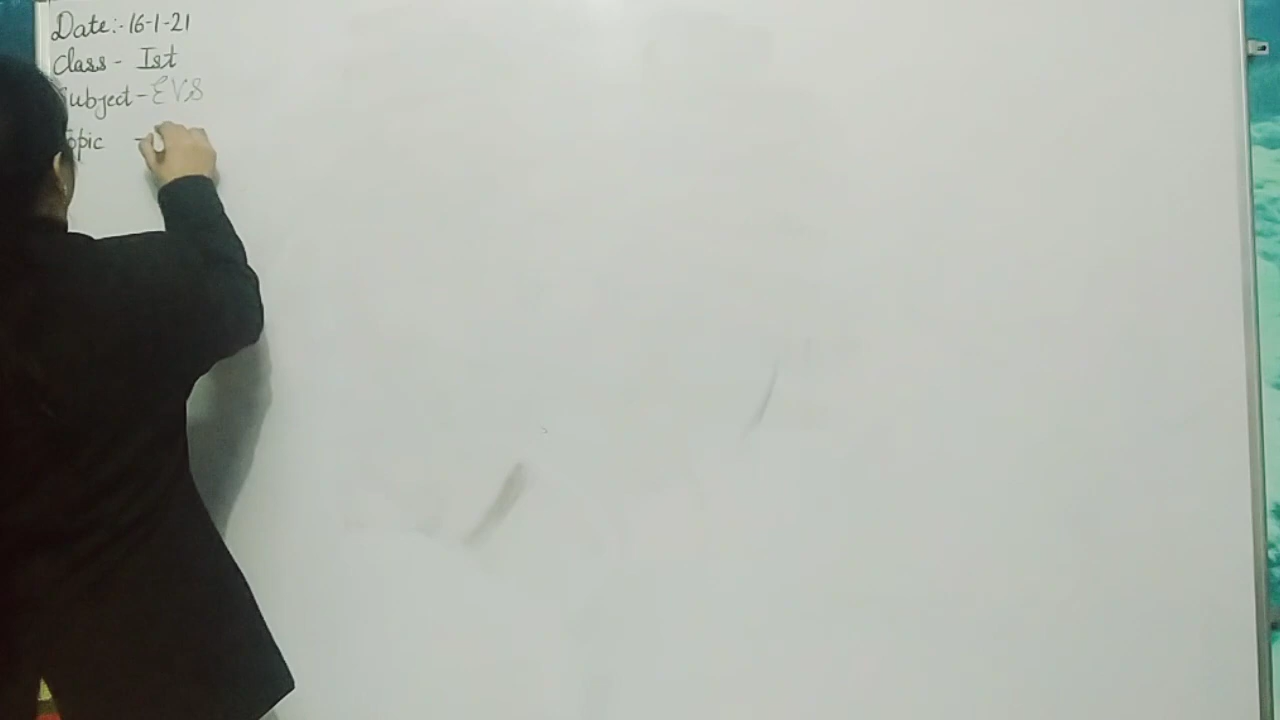 Date:- 16-1-21
Class - Ist
Subject - EVS
Topic -